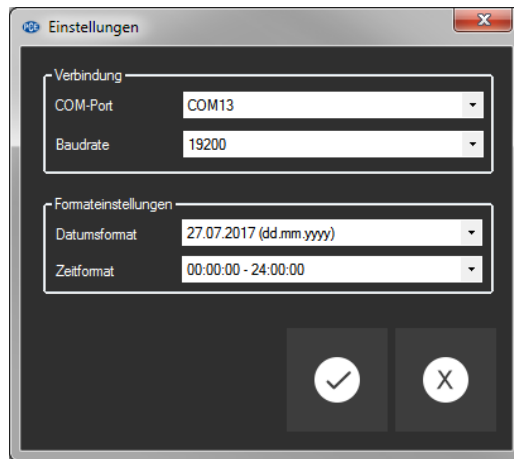 PCE Einstellungen
Verbindung
COM-Port COM13
Baudrate 19200
Formateinstellungen
Datumsformat 27.07.2017 (dd.mm.yyyy)
Zeitformat 00:00:00 - 24:00:00
X